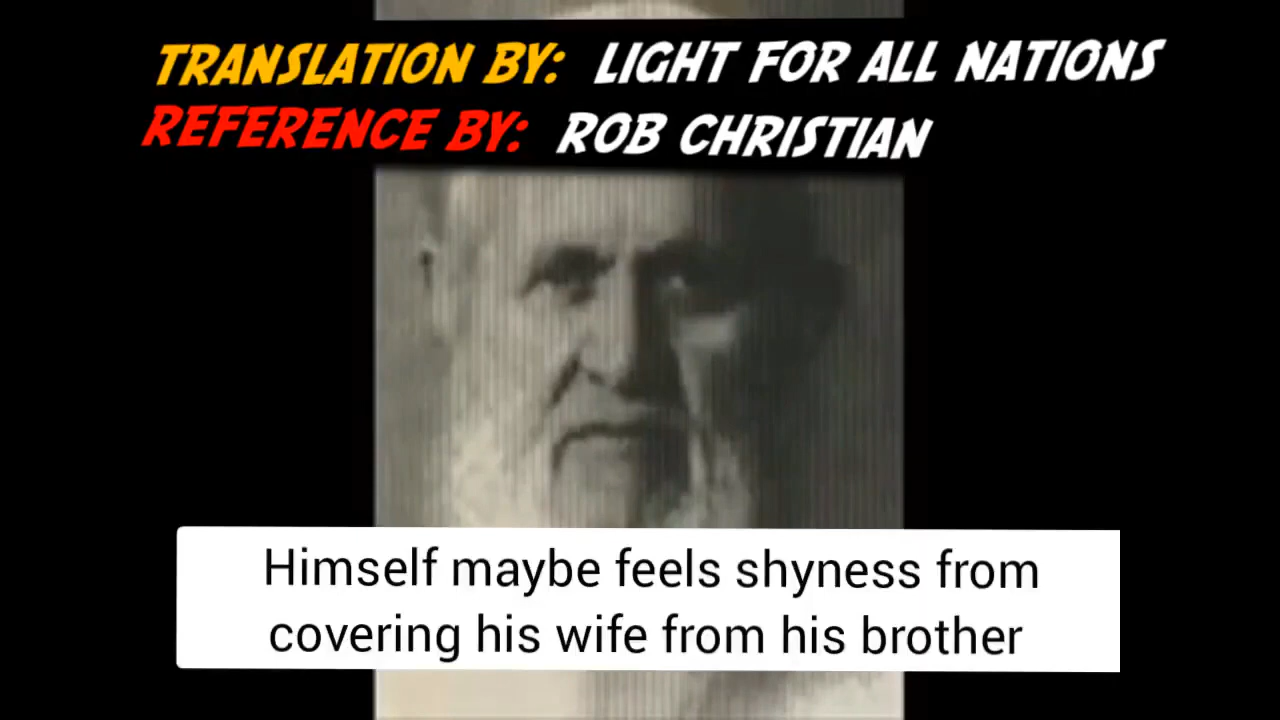 TRANSLATION BY: LIGHT FOR ALL NATIONS
REFERENCE BY: ROB CHRISTIAN
Himself maybe feels shyness from
covering his wife from his brother